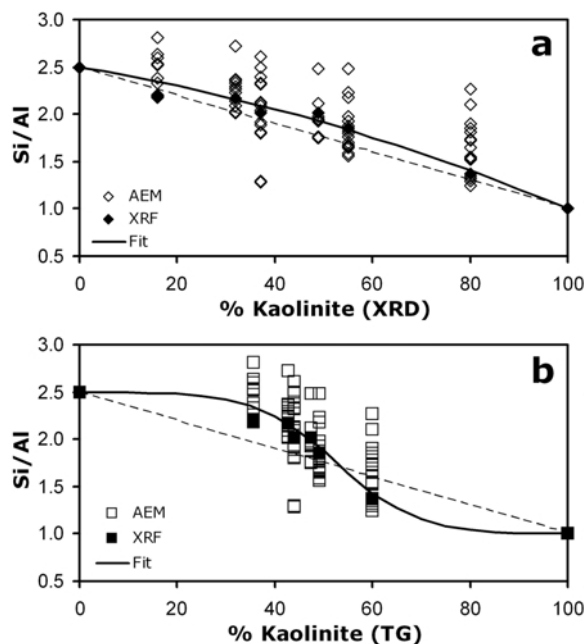 a
3.0
2.5
2.0
1.5
1.0
0.5
Si/Al
AEM
XRF
Fit
0 20 40 60 80 100
% Kaolinite (XRD)
b
3.0
2.5
2.0
1.5
1.0
0.5
Si/Al
AEM
XRF
Fit
0 20 40 60 80 100
% Kaolinite (TG)